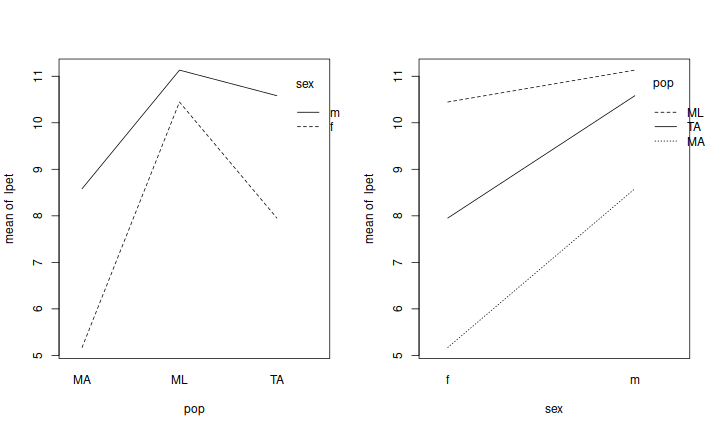 mean of lpet
11
10
9
8
7
6
5
sex
m
f
MA ML TA
pop
mean of lpet
11
10
9
8
7
6
5
pop
ML
TA
MA
f m
sex